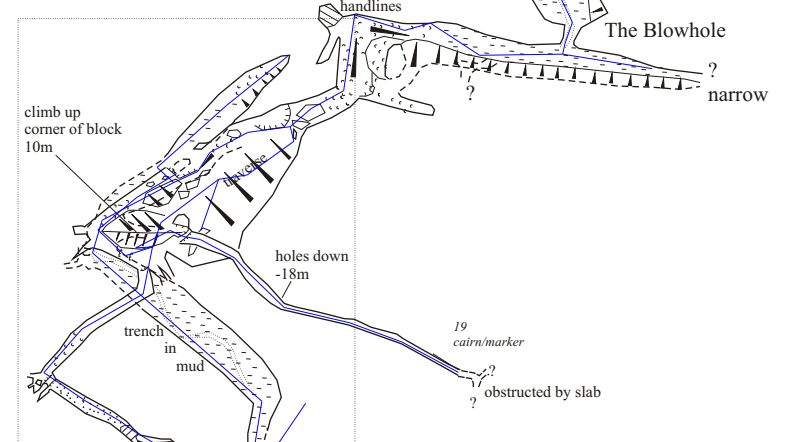 handlines
The Blowhole
?
narrow
?
climb up
corner of block
10m
traverse
holes down
-18m
19
cairn/marker
trench
in
mud
?
obstructed by slab
?